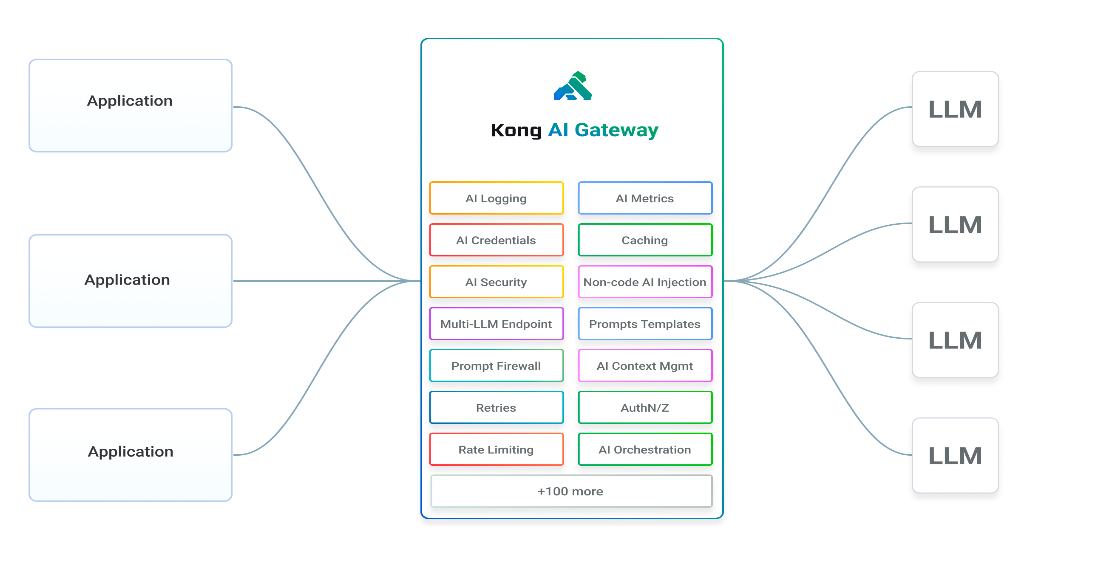 Application
Application
Application
Kong AI Gateway
AI Logging
AI Metrics
AI Credentials
Caching
AI Security
Non-code AI Injection
Multi-LLM Endpoint
Prompts Templates
Prompt Firewall
AI Context Mgmt
Retries
AuthN/Z
Rate Limiting
AI Orchestration
+100 more
LLM
LLM
LLM
LLM